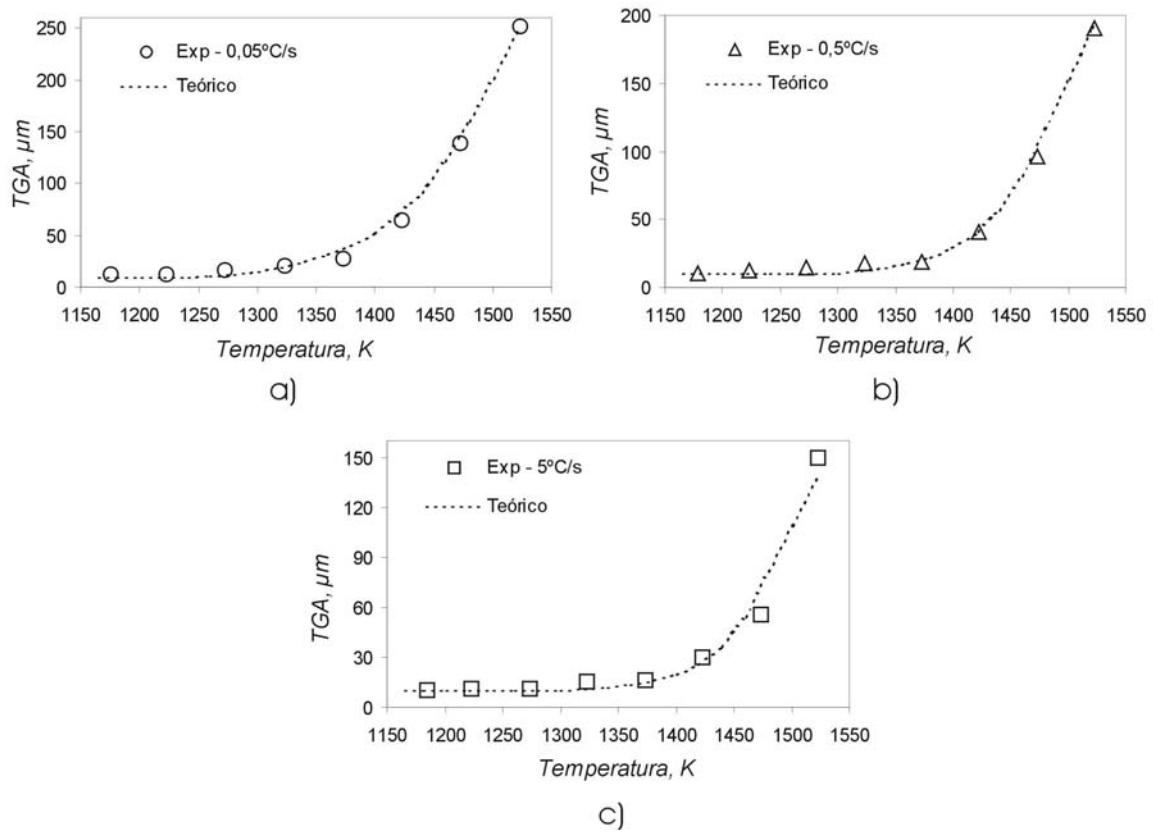 250
200
150
100
50
0
TGA, µm
Exp - 0,05ºC/s
Teórico
1150 1200 1250 1300 1350 1400 1450 1500 1550
Temperatura, K
a)
200
150
100
50
0
TGA, µm
Exp - 0,5ºC/s
Teórico
1150 1200 1250 1300 1350 1400 1450 1500 1550
Temperatura, K
b)
150
120
90
60
30
0
TGA, µm
Exp - 5ºC/s
Teórico
1150 1200 1250 1300 1350 1400 1450 1500 1550
Temperatura, K
c)